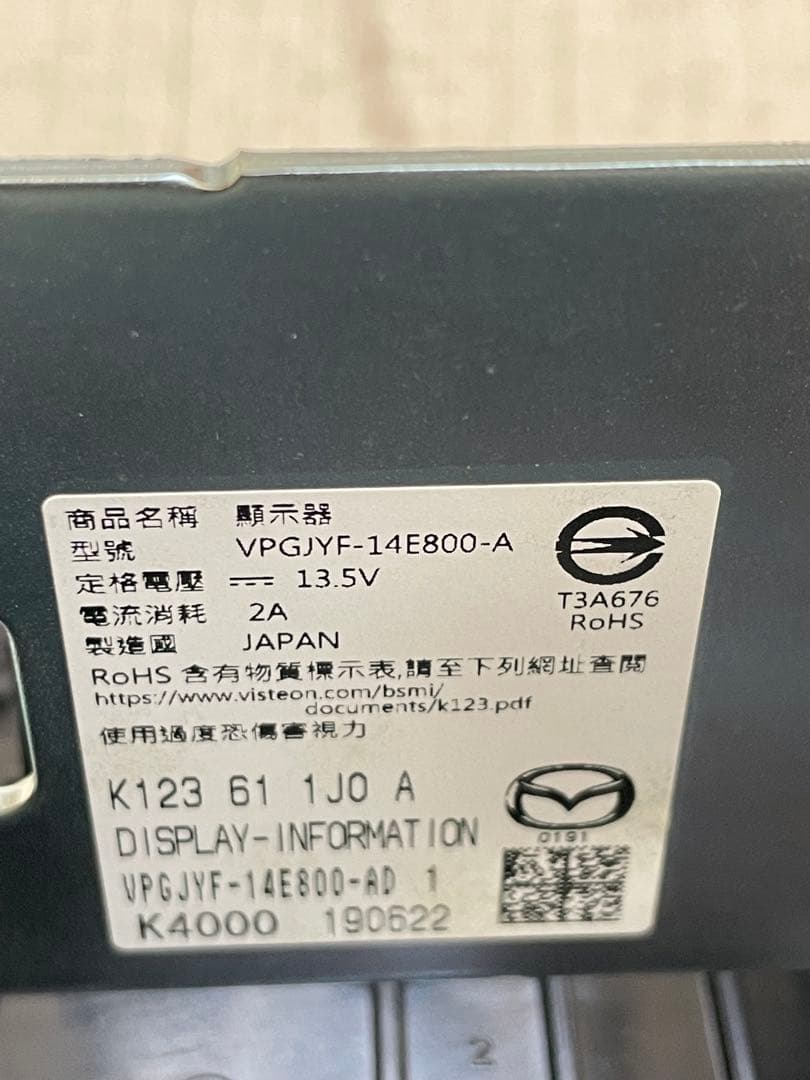 商品名稱 顯示器
型號 VPGJYF-14E800-A
定格電壓 ⎓ 13.5V
電流消耗 2A
製造國 JAPAN
T3A676
RoHS
RoHS 含有物質標示表,請至下列網址查閱
https://www.visteon.com/bsmi/
documents/k123.pdf
使用過度恐傷害視力
K123 61 1J0 A
DISPLAY-INFORMATION
VPGJYF-14E800-AD 1
K4000 190622
0191
2